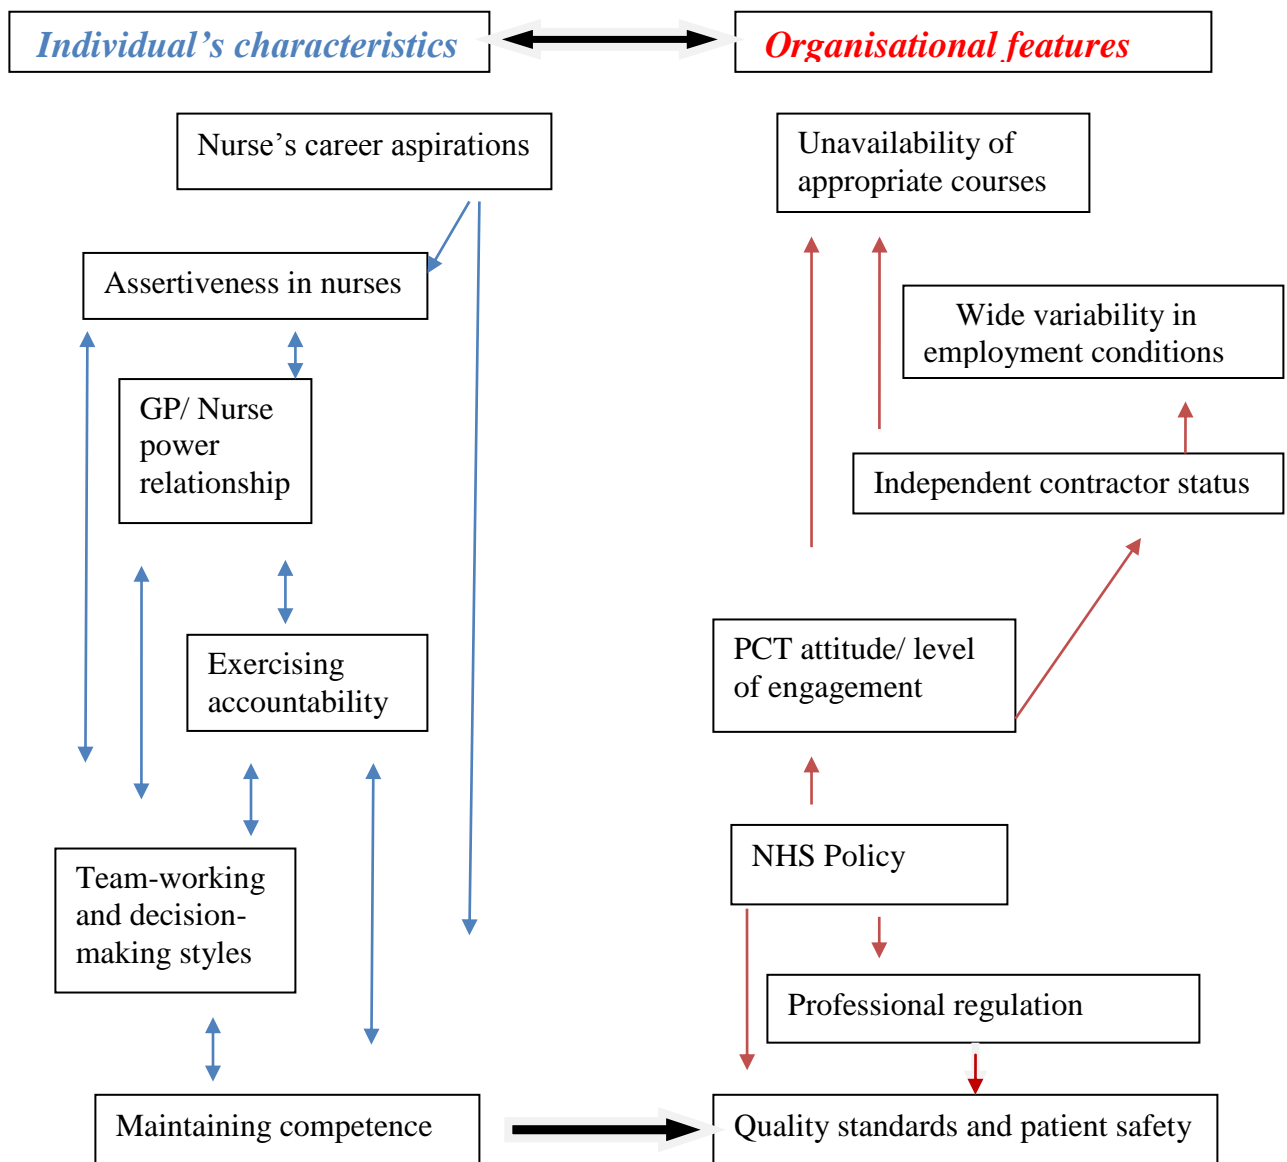 Individual’s characteristics
Organisational features
Nurse’s career aspirations
Unavailability of
appropriate courses
Assertiveness in nurses
Wide variability in
employment conditions
GP/ Nurse
power
relationship
Independent contractor status
Exercising
accountability
PCT attitude/ level
of engagement
NHS Policy
Team-working
and decision-
making styles
Professional regulation
Maintaining competence
Quality standards and patient safety